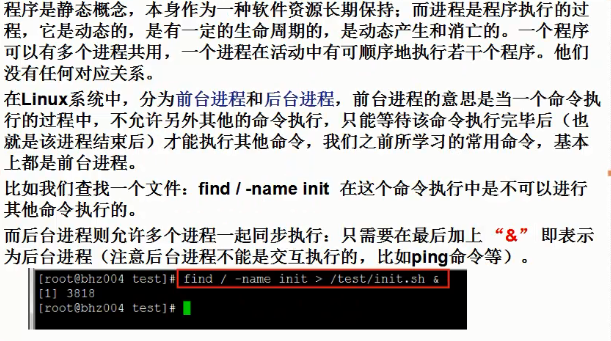 程序是静态概念，本身作为一种软件资源长期保持；而进程是程序执行的过
程，它是动态的，是有一定的生命周期的，是动态产生和消亡的。一个程序
可以有多个进程共用，一个进程在活动中有可顺序地执行若干个程序。他们
没有任何对应关系。
在Linux系统中，分为前台进程和后台进程，前台进程的意思是当一个命令执
行的过程中，不允许另外其他的命令执行，只能等待该命令执行完毕后（也
就是该进程结束后）才能执行其他命令，我们之前所学习的常用命令，基本
上都是前台进程。
比如我们查找一个文件：find / -name init 在这个命令执行中是不可以进行
其他命令执行的。
而后台进程则允许多个进程一起同步执行：只需要在最后加上 “&” 即表示
为后台进程（注意后台进程不能是交互执行的，比如ping命令等）。
[root@bhz004 test]# find / -name init > /test/init.sh &
[1] 3818
[root@bhz004 test]#